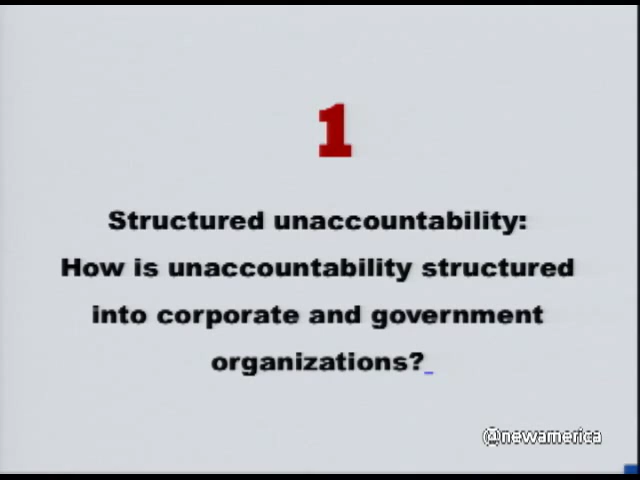 1
Structured unaccountability:
How is unaccountability structured
into corporate and government
organizations?
@newamerica